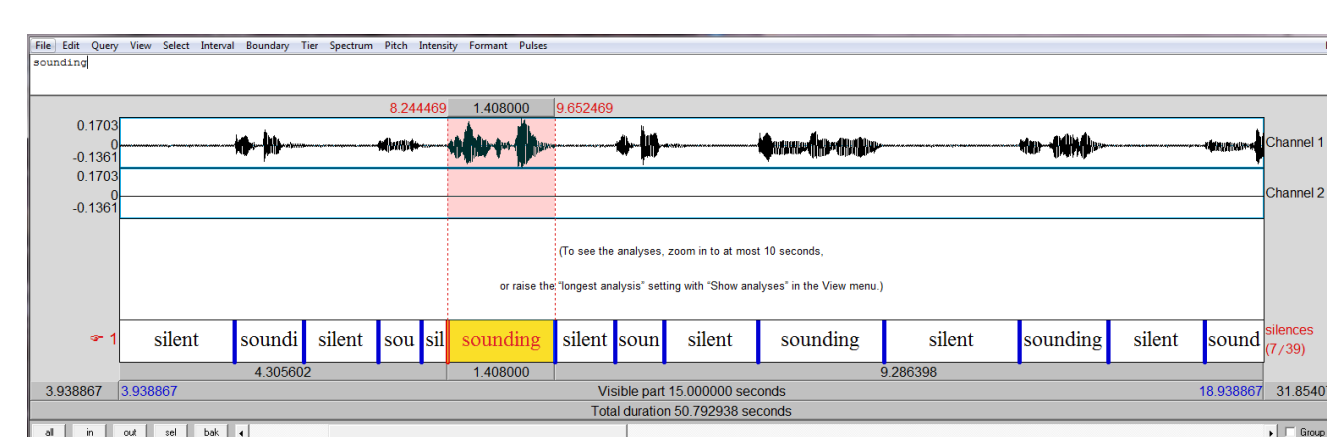 File Edit Query View Select Interval Boundary Tier Spectrum Pitch Intensity Formant Pulses
sounding
8.244469 1.408000 9.652469
0.1703
0
-0.1361
Channel 1
0.1703
0
-0.1361
Channel 2
(To see the analyses, zoom in to at most 10 seconds,
or raise the "longest analysis" setting with "Show analyses" in the View menu.)
☞ 1 silent soundi silent sou sil sounding silent soun silent sounding silent sounding silent sound silences
(7/39)
4.305602 1.408000 9.286398
3.938867 3.938867 Visible part 15.000000 seconds 18.938867 31.8540
Total duration 50.792938 seconds
all in out sel bak Group